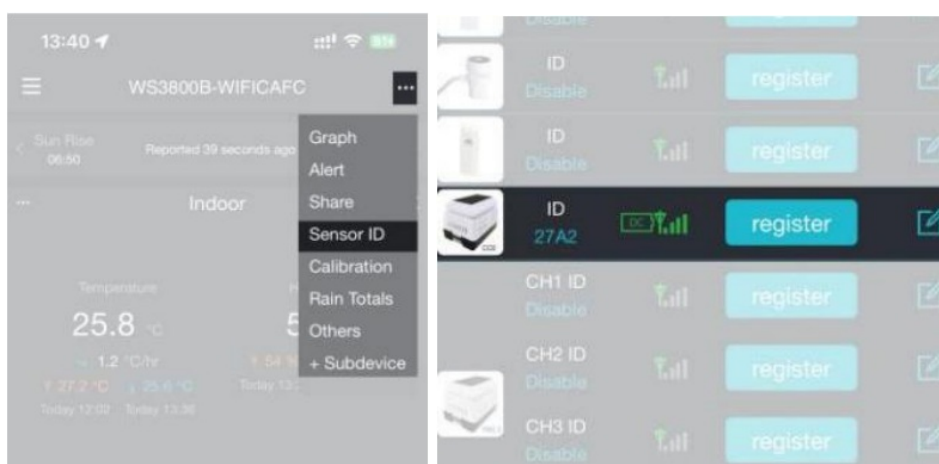 13:40
81+
WS3800B-WIFICAFC
Sun Rise
06:50
Reported 39 seconds ago
Indoor
Temperature
25.8 °C
1.2 °C/hr
27.2 °C 25.6 °C
Today 12:00 Today 13:36
54 %
Graph
Alert
Share
Sensor ID
Calibration
Rain Totals
Others
+ Subdevice
Disable
ID
Disable
register
ID
Disable
register
ID
27A2
DC
register
CH1 ID
Disable
register
CH2 ID
Disable
register
CH3 ID
Disable
register